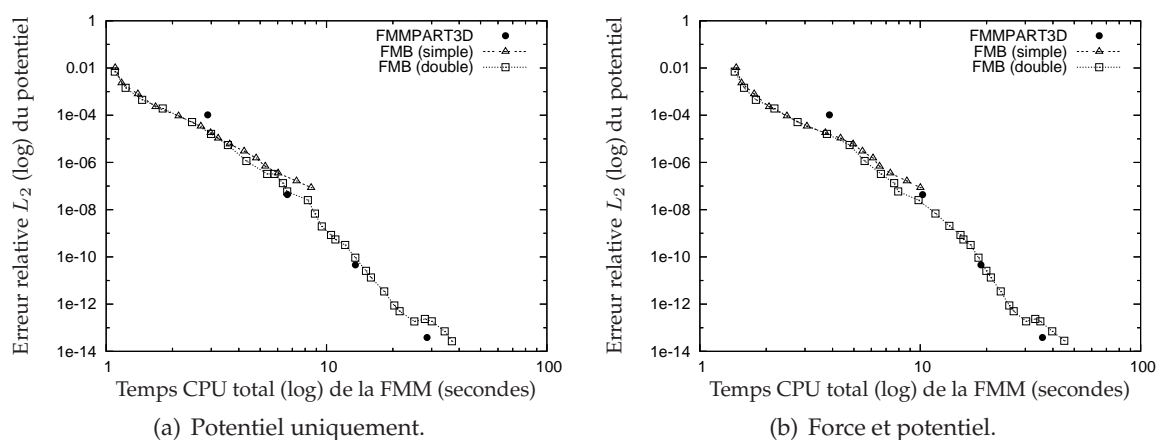 Erreur relative L₂ (log) du potentiel
1
0.01
1e-04
1e-06
1e-08
1e-10
1e-12
1e-14
FMMPART3D
FMB (simple)
FMB (double)
1
10
100
Temps CPU total (log) de la FMM (secondes)
(a) Potentiel uniquement.
Erreur relative L₂ (log) du potentiel
1
0.01
1e-04
1e-06
1e-08
1e-10
1e-12
1e-14
FMMPART3D
FMB (simple)
FMB (double)
1
10
100
Temps CPU total (log) de la FMM (secondes)
(b) Force et potentiel.